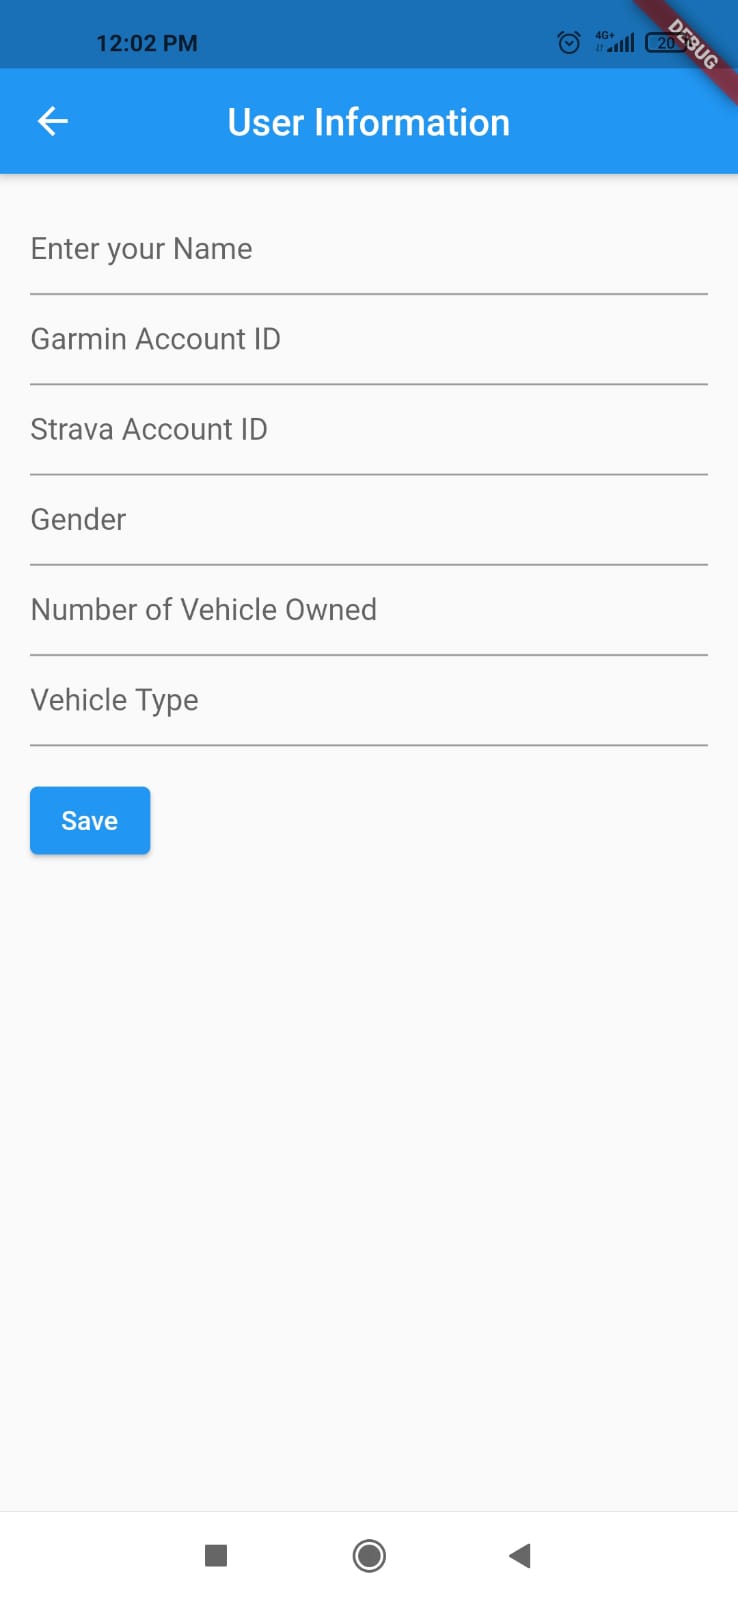 12:02 PM
4G+
20
DEBUG
User Information
Enter your Name
Garmin Account ID
Strava Account ID
Gender
Number of Vehicle Owned
Vehicle Type
Save